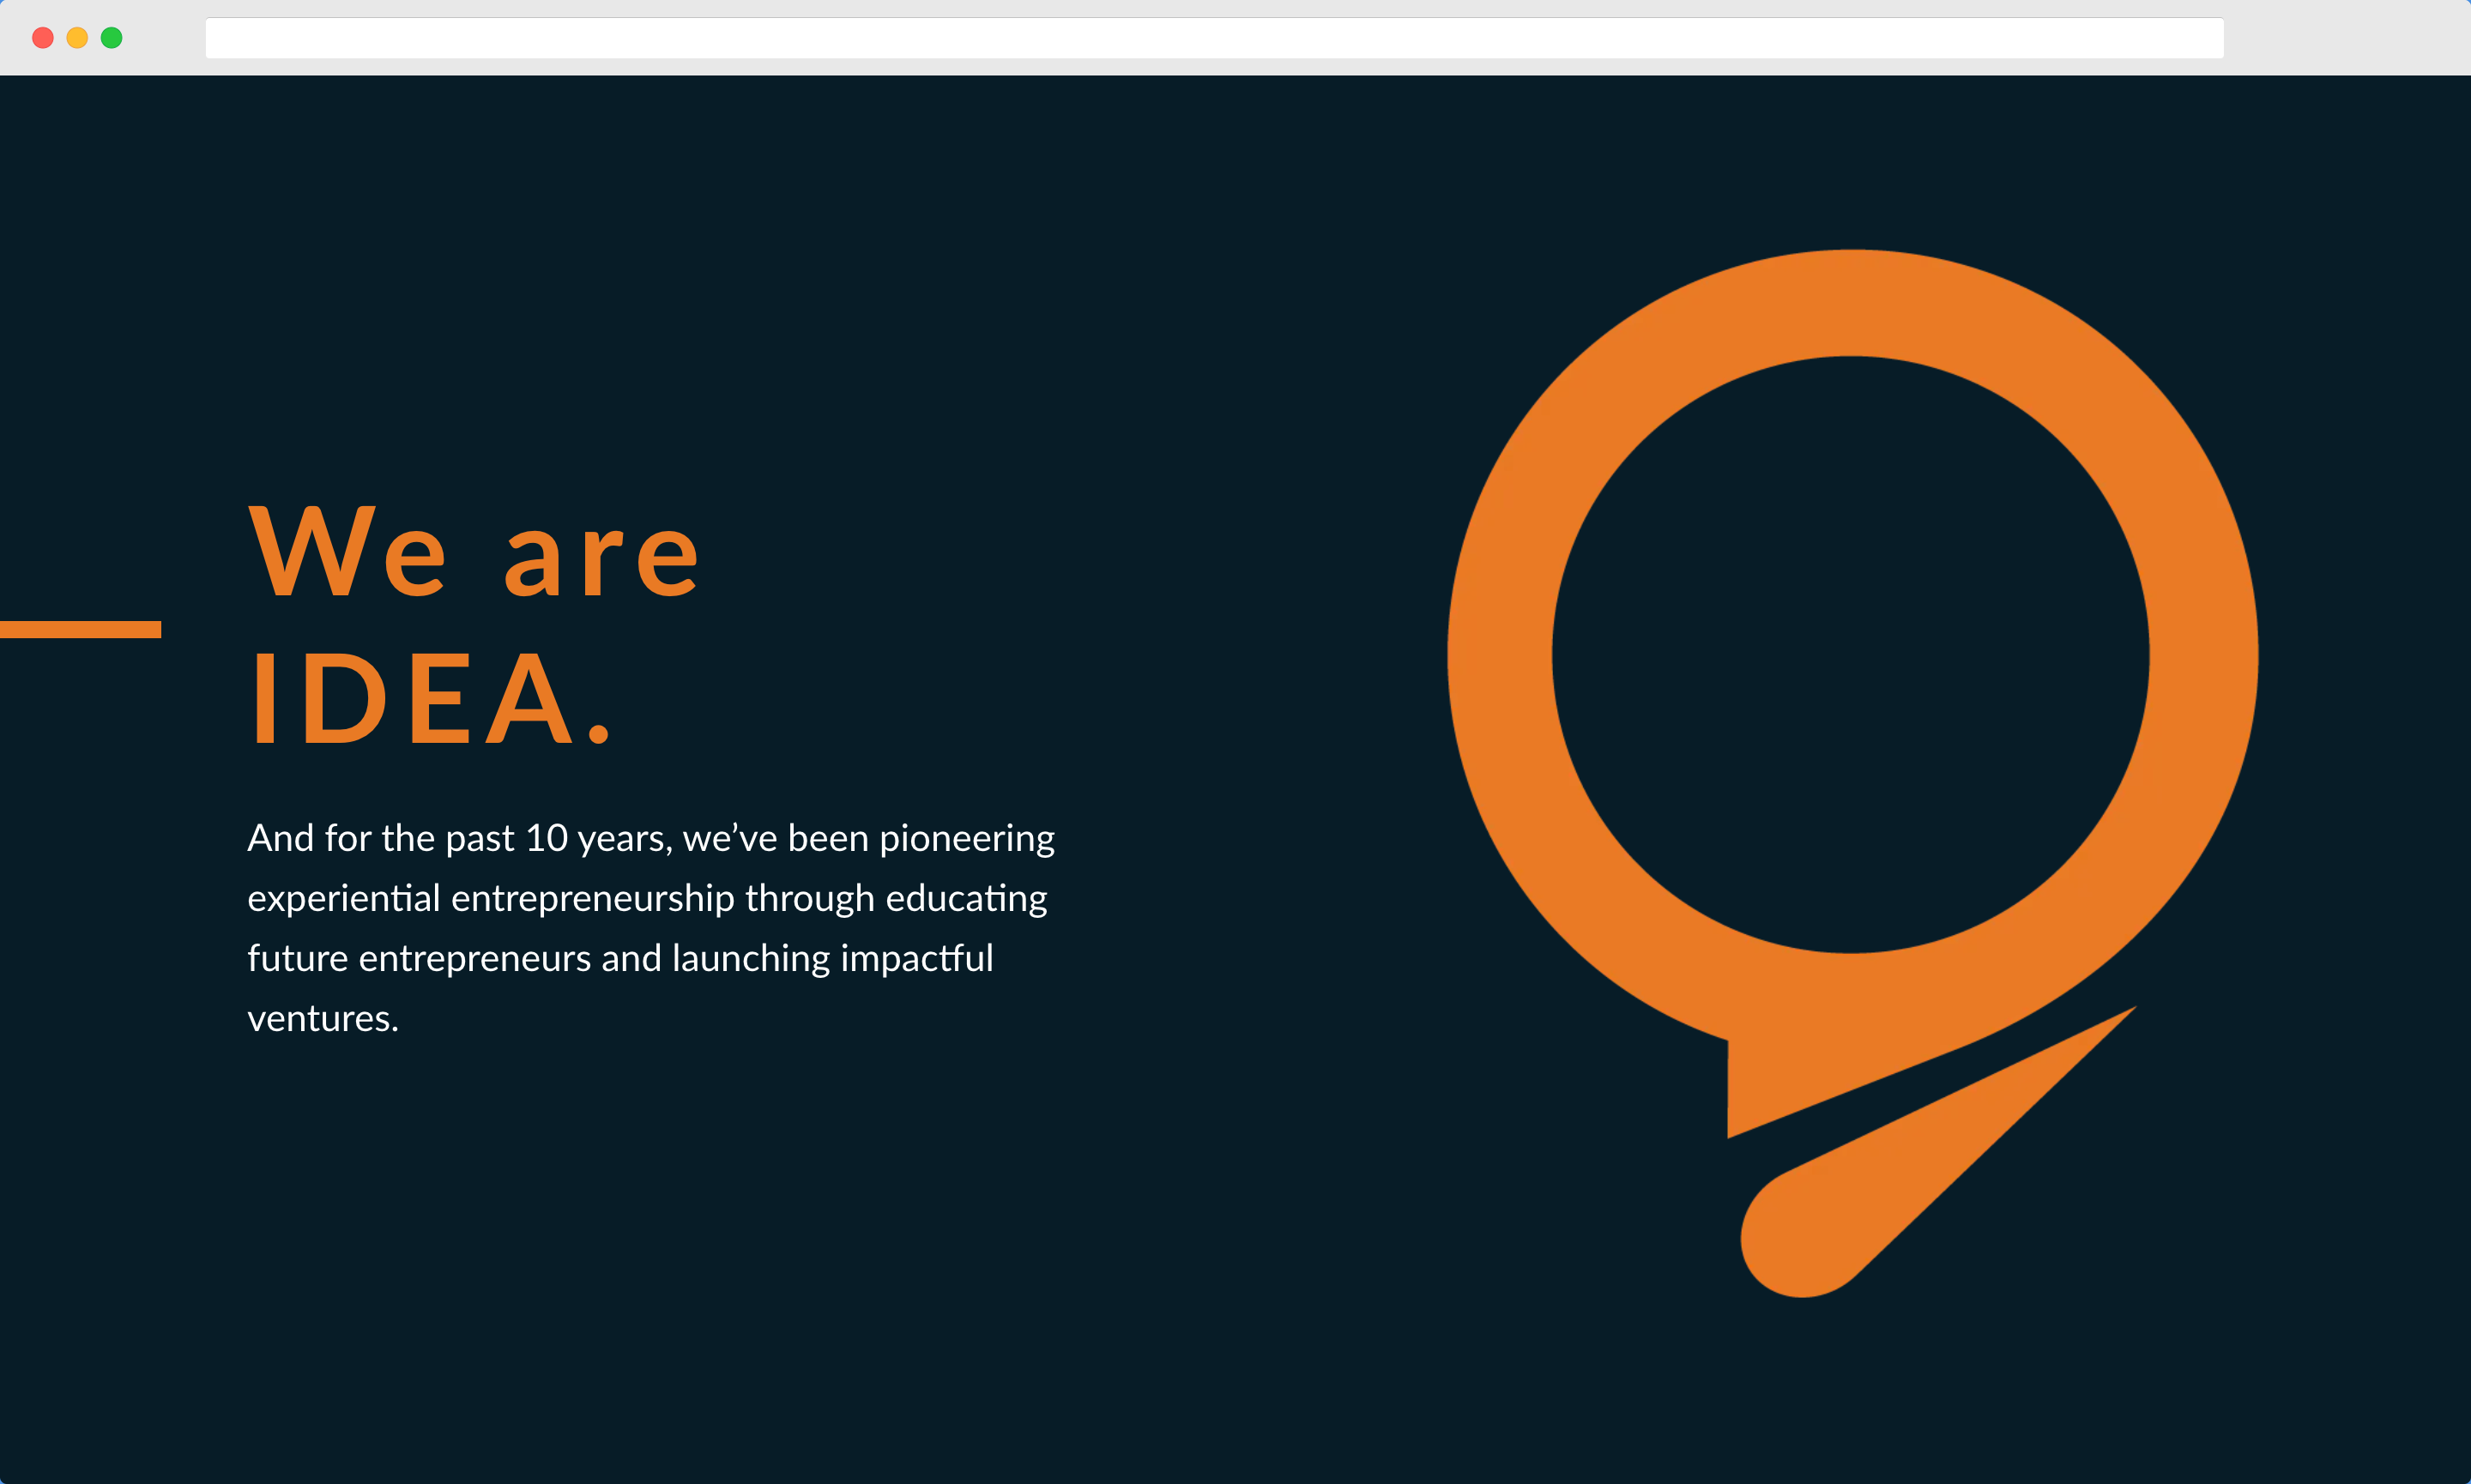 We are
IDEA.
And for the past 10 years, we’ve been pioneering
experiential entrepreneurship through educating
future entrepreneurs and launching impactful
ventures.